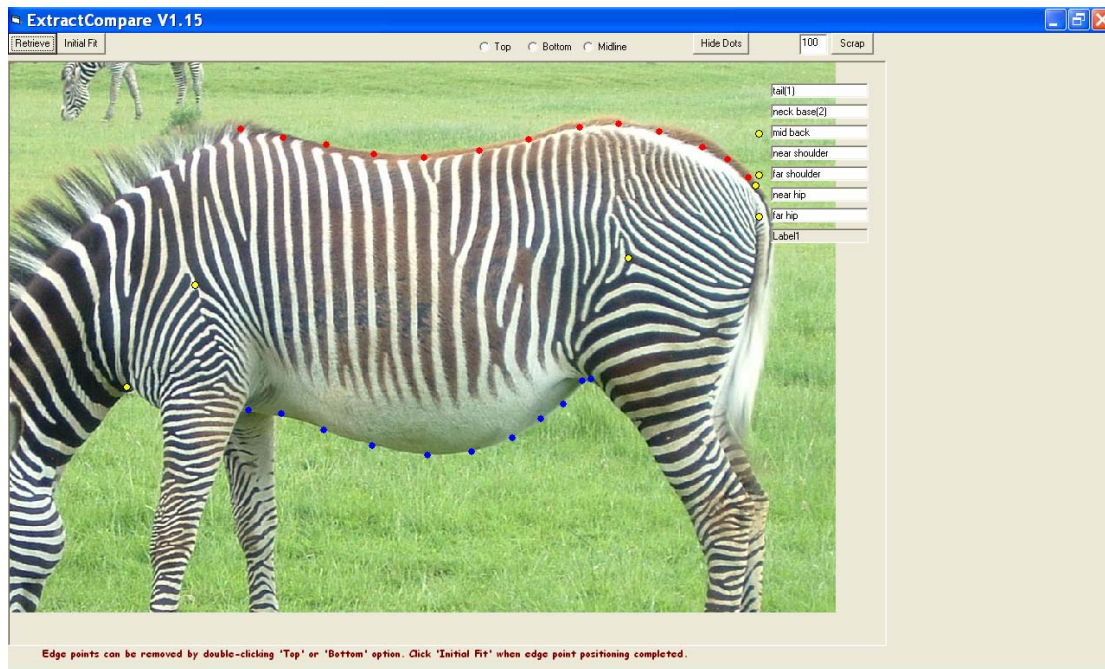 ExtractCompare V1.15
Retrieve Initial Fit Top Bottom Midline Hide Dots 100 Scrap
tail(1)
neck base(2)
mid back
near shoulder
far shoulder
near hip
far hip
Label1
Edge points can be removed by double-clicking 'Top' or 'Bottom' option. Click 'Initial Fit' when edge point positioning completed.